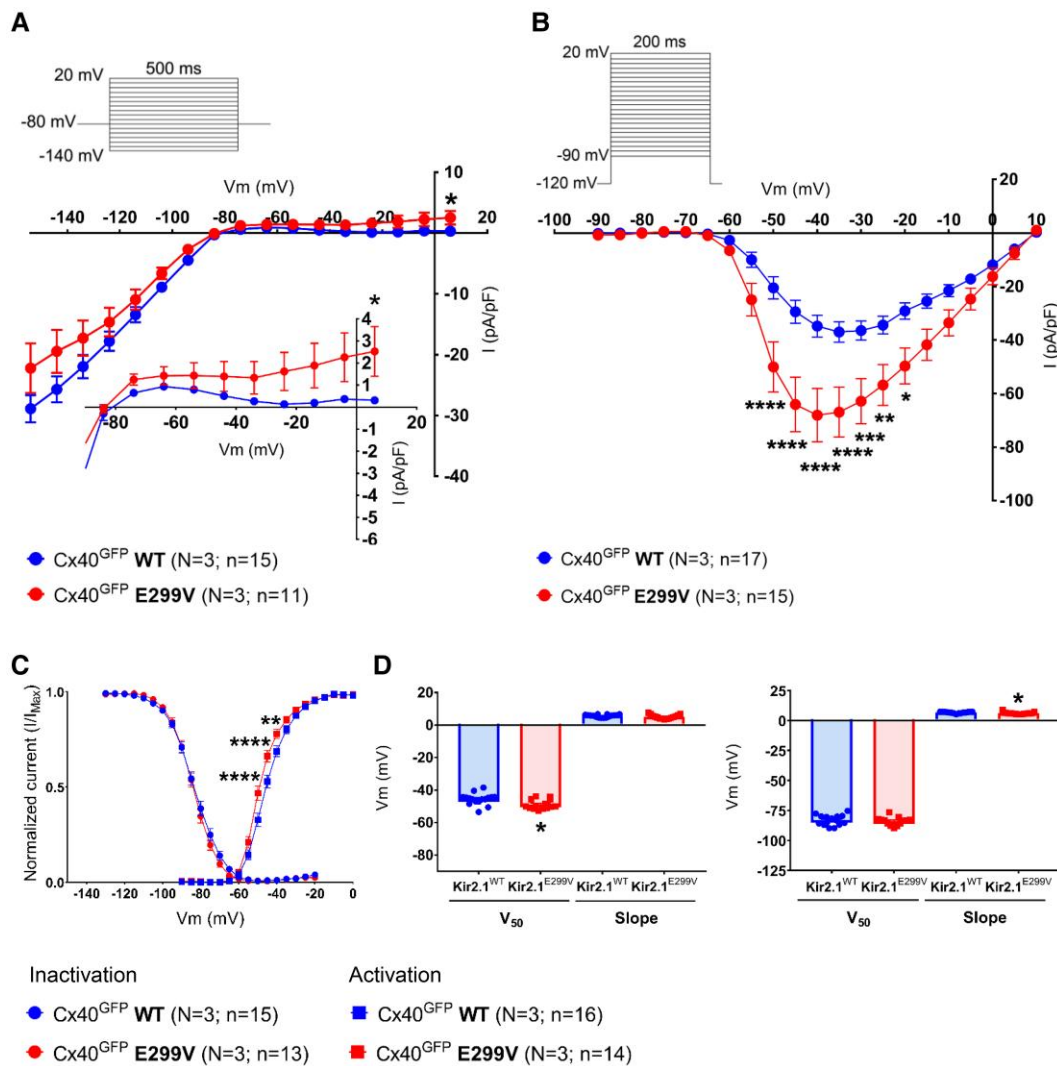 A
500 ms
20 mV
-80 mV
-140 mV
Vm (mV)
-140 -120 -100 -80 -60 -40 -20 20
10
-10
-20
-30
-40
I (pA/pF)
*
*
4
3
2
1
-1
-2
-3
-4
-5
-6
-80 -60 -40 -20
Vm (mV)
I (pA/pF)
Cx40GFP WT (N=3; n=15)
Cx40GFP E299V (N=3; n=11)
B
200 ms
20 mV
-90 mV
-120 mV
Vm (mV)
-100 -90 -80 -70 -60 -50 -40 -30 -20 0 10
20
-20
-40
-60
-80
-100
I (pA/pF)
****
****
****
****
***
**
*
Cx40GFP WT (N=3; n=17)
Cx40GFP E299V (N=3; n=15)
C
Normalized current (I/IMax)
1.0
0.5
0.0
-140 -120 -100 -80 -60 -40 -20 0
Vm (mV)
**
****
****
D
Vm (mV)
20
0
-20
-40
-60
-80
*
Kir2.1WT Kir2.1E299V Kir2.1WT Kir2.1E299V
V50 Slope
Vm (mV)
25
0
-25
-50
-75
-100
-125
*
Kir2.1WT Kir2.1E299V Kir2.1WT Kir2.1E299V
V50 Slope
Inactivation
Cx40GFP WT (N=3; n=15)
Cx40GFP E299V (N=3; n=13)
Activation
Cx40GFP WT (N=3; n=16)
Cx40GFP E299V (N=3; n=14)